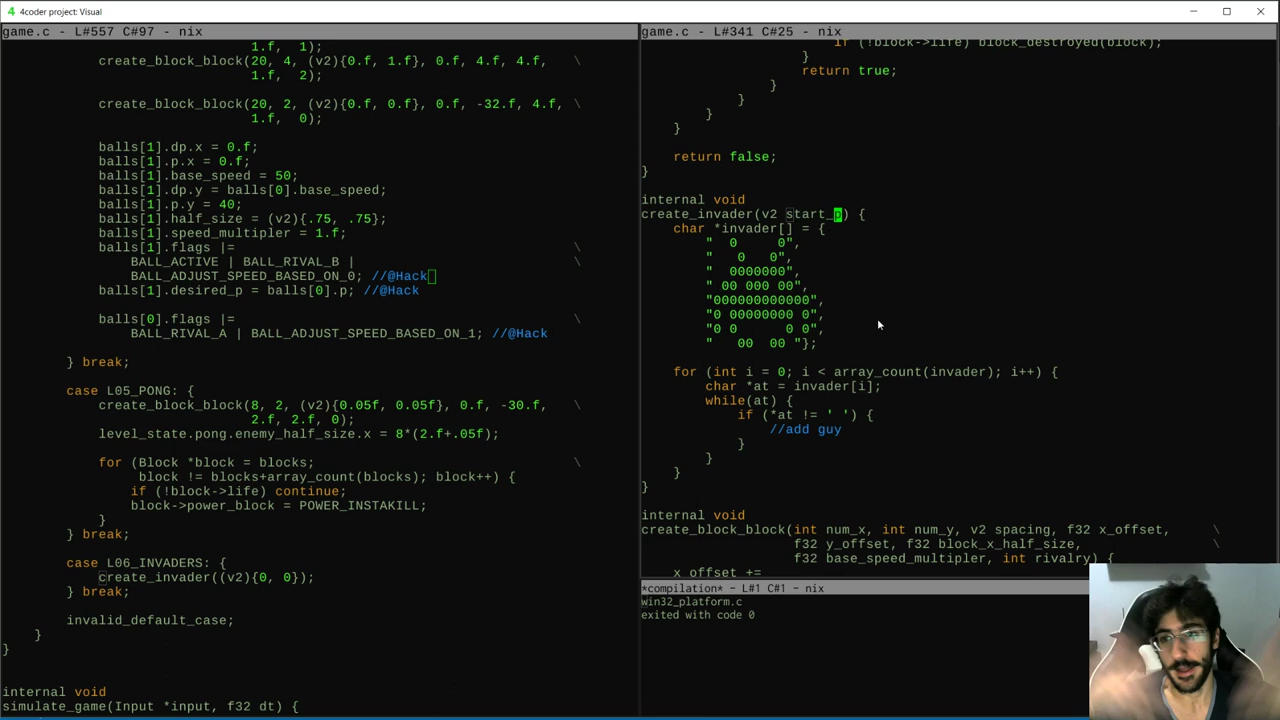 4 4coder project: Visual
game.c - L#557 C#97 - nix
1.f, 1);
create_block_block(20, 4, (v2){0.f, 1.f}, 0.f, 4.f, 4.f, \
1.f, 2);
create_block_block(20, 2, (v2){0.f, 0.f}, 0.f, -32.f, 4.f, \
1.f, 0);
balls[1].dp.x = 0.f;
balls[1].p.x = 0.f;
balls[1].base_speed = 50;
balls[1].dp.y = balls[0].base_speed;
balls[1].p.y = 40;
balls[1].half_size = (v2){.75, .75};
balls[1].speed_multiplier = 1.f;
balls[1].flags |= \
BALL_ACTIVE | BALL_RIVAL_B | \
BALL_ADJUST_SPEED_BASED_ON_0; //@Hack
balls[1].desired_p = balls[0].p; //@Hack
balls[0].flags |=
BALL_RIVAL_A | BALL_ADJUST_SPEED_BASED_ON_1; //@Hack
} break;
case L05_PONG: {
create_block_block(8, 2, (v2){0.05f, 0.05f}, 0.f, -30.f, \
2.f, 2.f, 0);
level_state.pong.enemy_half_size.x = 8*(2.f+.05f);
for (Block *block = blocks; \
block != blocks+array_count(blocks); block++) {
if (!block->life) continue;
block->power_block = POWER_INSTAKILL;
}
} break;
case L06_INVADERS: {
create_invader((v2){0, 0});
} break;
invalid_default_case;
}
}
internal void
simulate_game(Input *input, f32 dt) {
game.c - L#341 C#25 - nix
if (!block->life) block_destroyed(block);
}
return true;
}
}
}
}
return false;
}
internal void
create_invader(v2 start_p) {
char *invader[] = {
"  0     0",
"   0   0",
"  0000000",
" 00 000 00",
"000000000000",
"0 00000000 0",
"0 0      0 0",
"   00  00 "};
for (int i = 0; i < array_count(invader); i++) {
char *at = invader[i];
while(at) {
if (*at != ' ') {
//add guy
}
}
}
}
internal void
create_block_block(int num_x, int num_y, v2 spacing, f32 x_offset, \
f32 y_offset, f32 block_x_half_size, \
f32 base_speed_multiplier, int rivalry) {
x_offset +=
*compilation* - L#1 C#1 - nix
win32_platform.c
exited with code 0